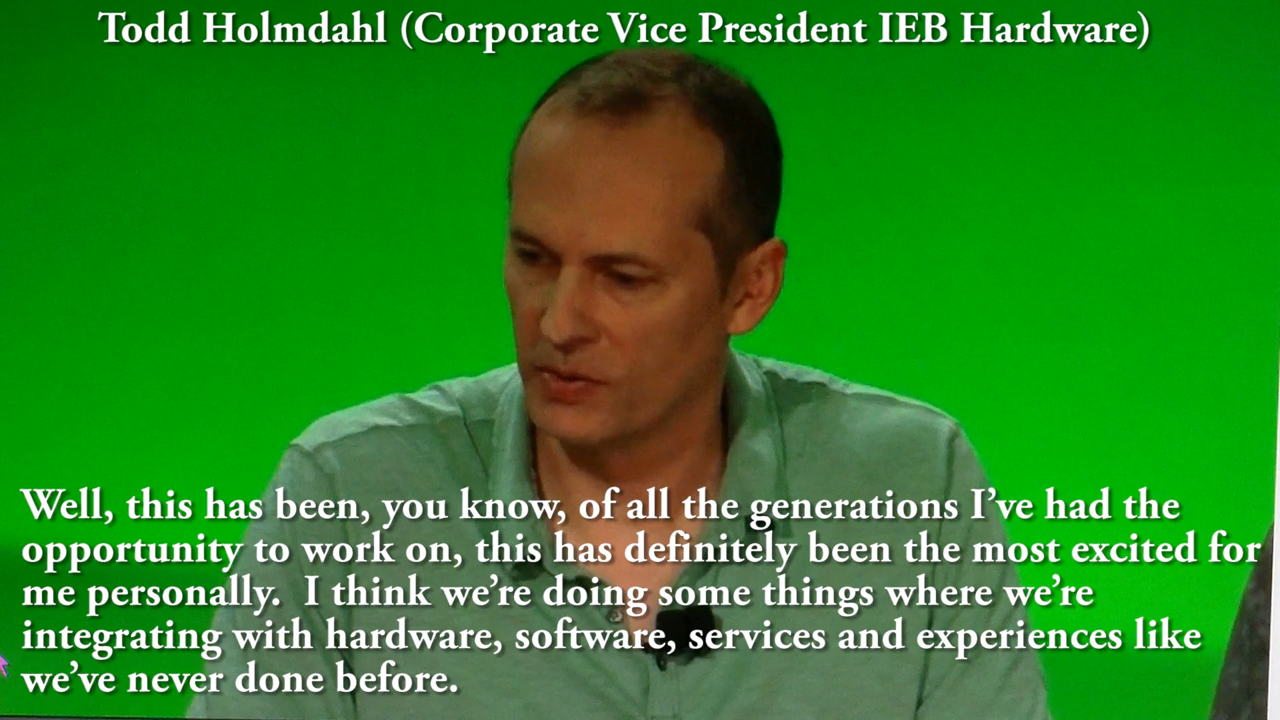 Todd Holmdahl (Corporate Vice President IEB Hardware)
Well, this has been, you know, of all the generations I’ve had the
opportunity to work on, this has definitely been the most excited for
me personally.  I think we’re doing some things where we’re
integrating with hardware, software, services and experiences like
we’ve never done before.